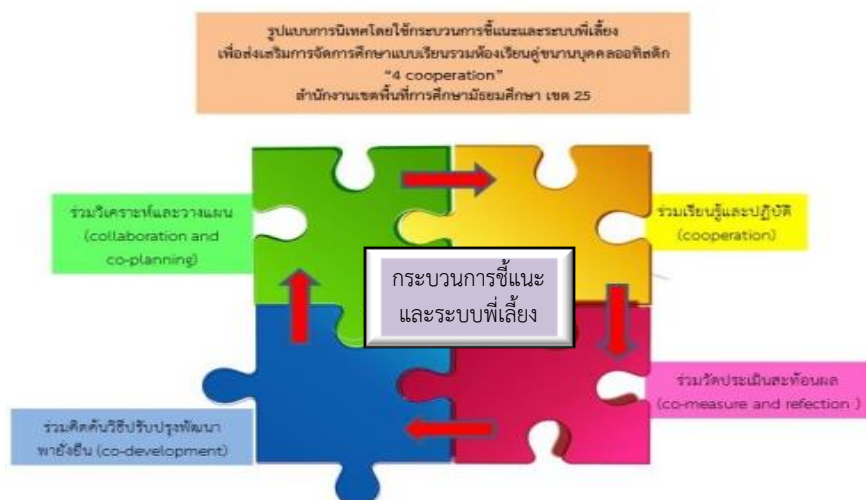 รูปแบบการนิเทศโดยใช้กระบวนการชี้แนะและระบบพี่เลี้ยง
เพื่อส่งเสริมการจัดการศึกษาแบบเรียนรวมห้องเรียนคู่ขนานบุคคลออทิสติก
“4 cooperation”
สำนักงานเขตพื้นที่การศึกษามัธยมศึกษา เขต 25
ร่วมวิเคราะห์และวางแผน
(collaboration and
co-planning)
ร่วมเรียนรู้และปฏิบัติ
(cooperation)
กระบวนการชี้แนะ
และระบบพี่เลี้ยง
ร่วมวัดประเมินสะท้อนผล
(co-measure and refection )
ร่วมคิดค้นวิธีปรับปรุงพัฒนา
พายั่งยืน (co-development)